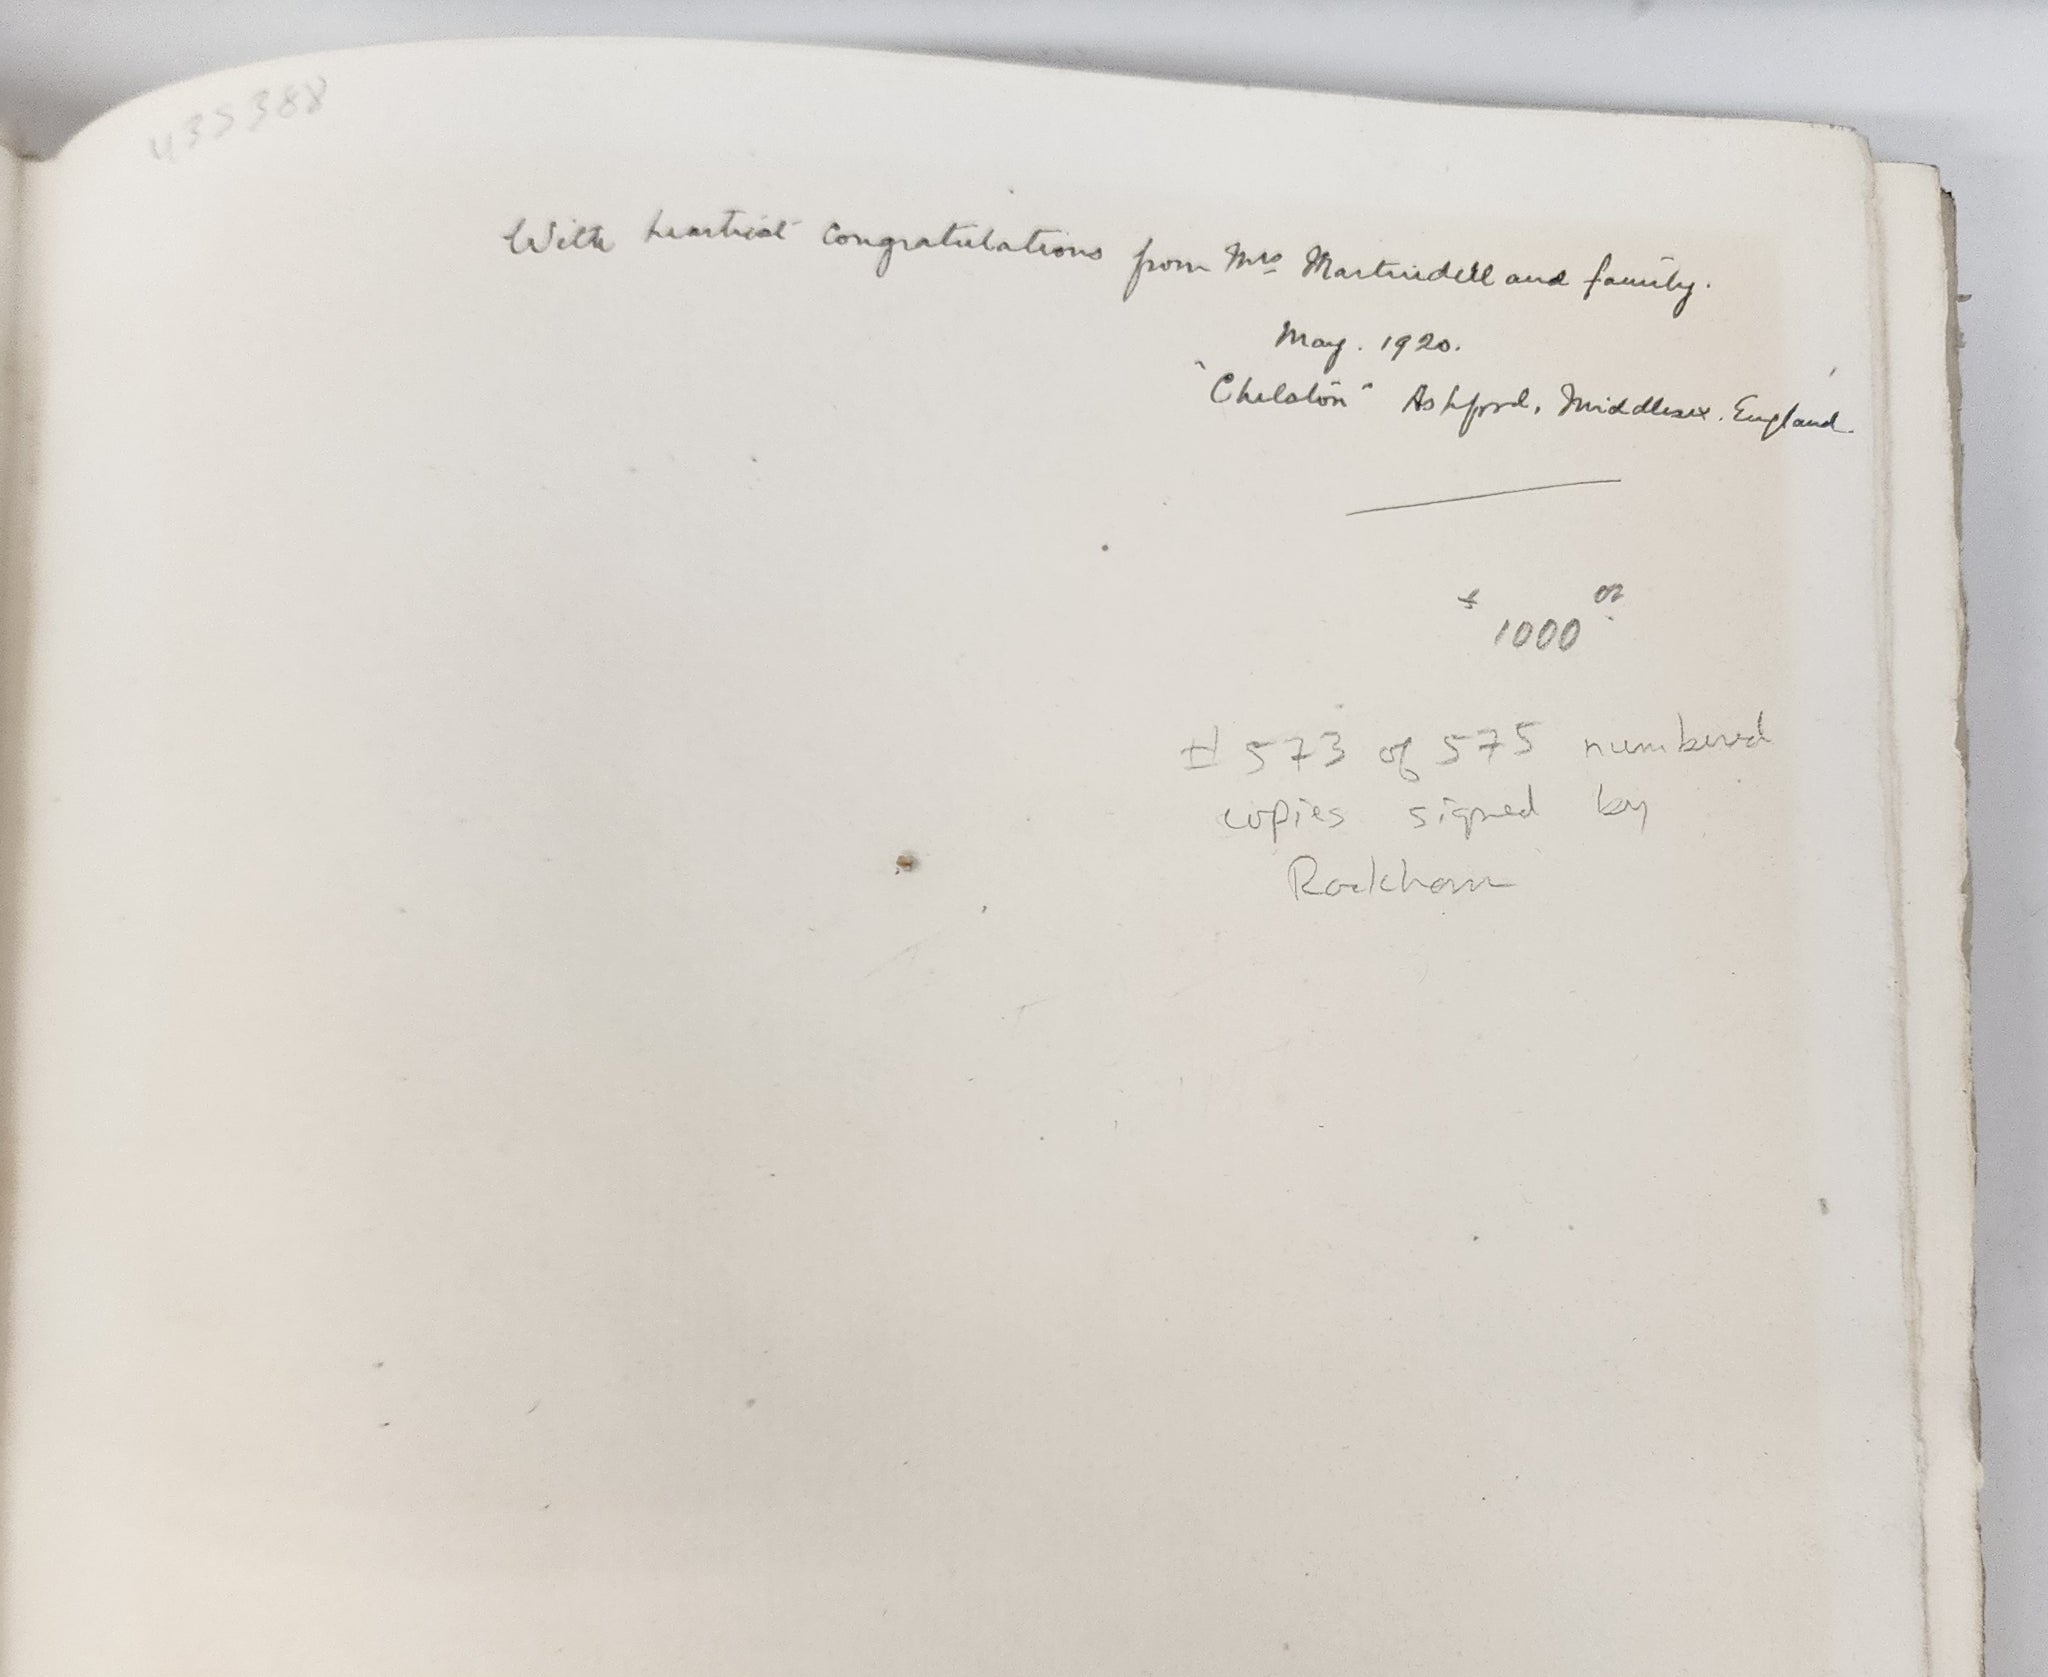 435388
With heartiest congratulations from Mrs Martindell and family.
May. 1920.
"Chelston" Ashford, Middlesex. England.
1000
# 573 of 575 numbered
copies signed by
Rackham